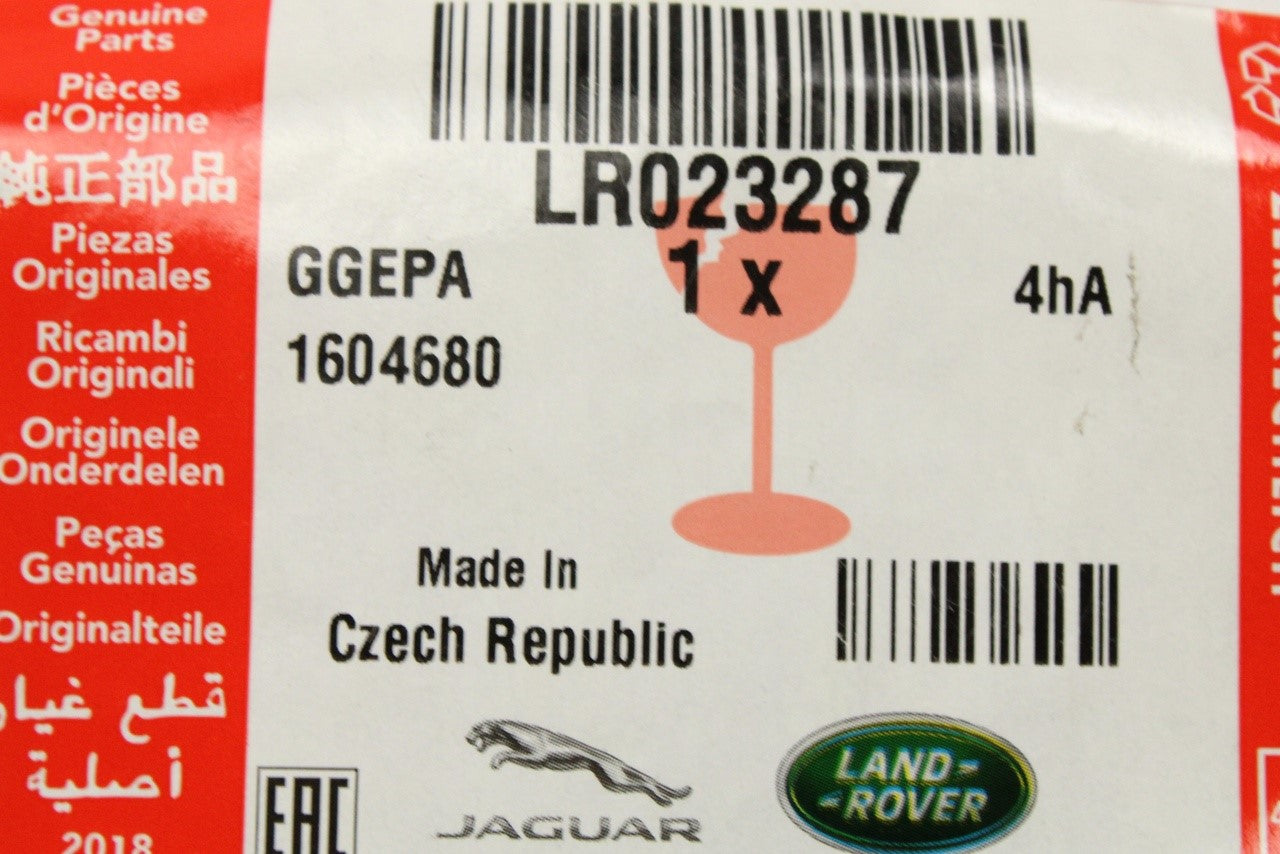 Genuine
Parts
Pièces
d'Origine
純正部品
Piezas
Originales
Ricambi
Originali
Originele
Onderdelen
Peças
Genuinas
Originalteile
قطع غيار
أصلية
2018
LR023287
GGEPA
1 x
4hA
1604680
Made In
Czech Republic
EAC
JAGUAR
LAND-
-ROVER